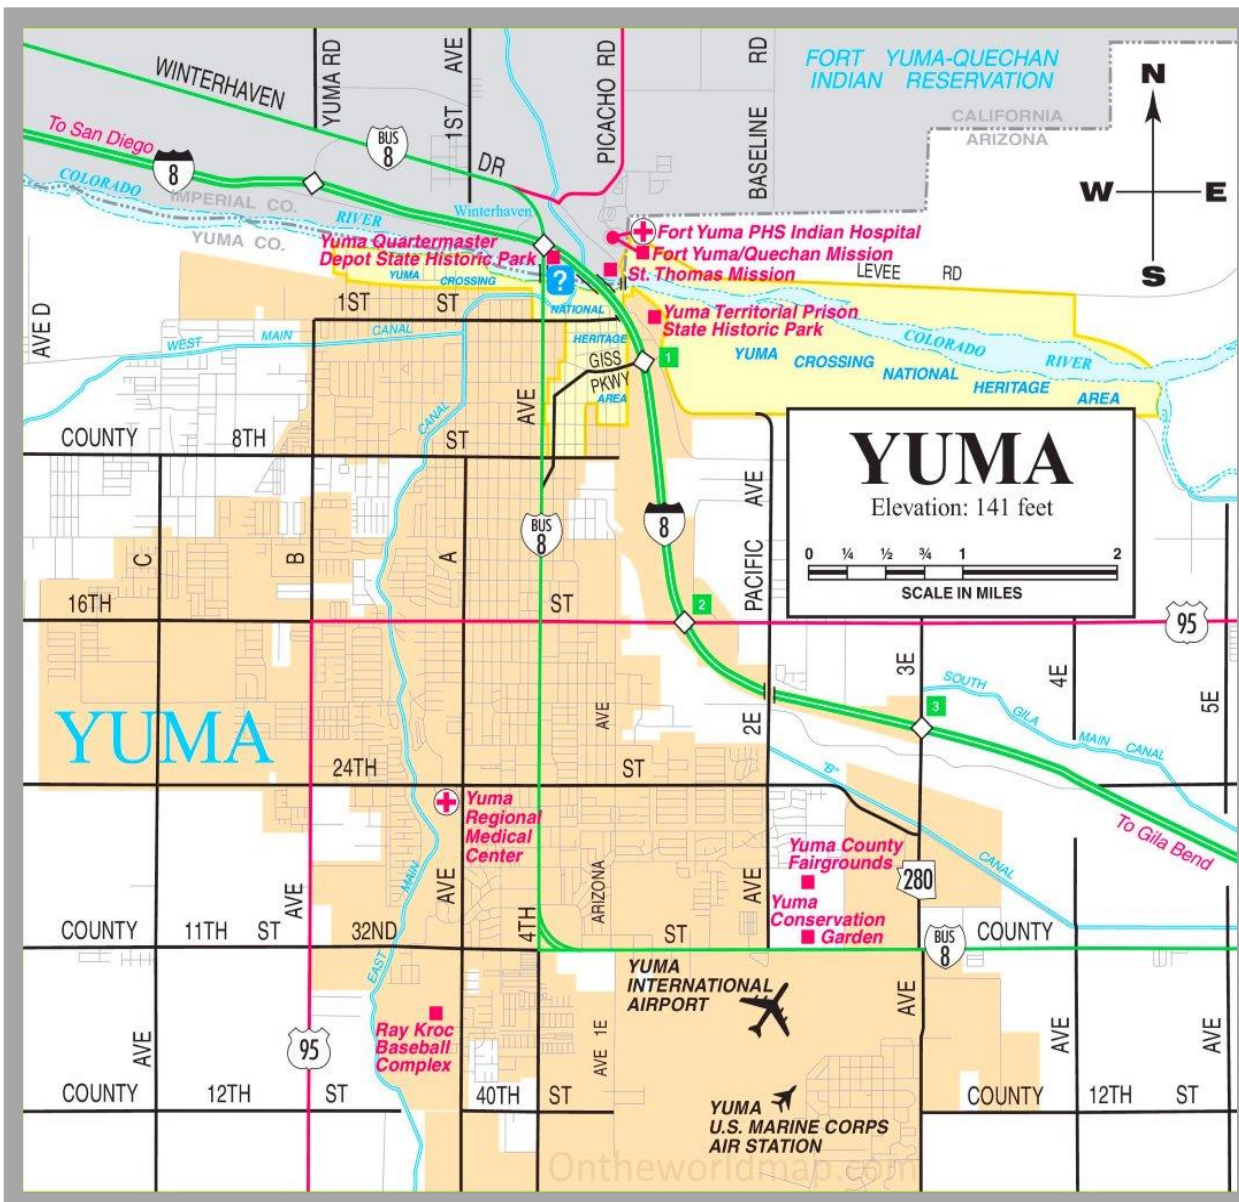 YUMA RD
1ST AVE
PICACHO RD
BASELINE RD
FORT YUMA-QUECHAN
INDIAN RESERVATION
N
W E
S
CALIFORNIA
ARIZONA
WINTERHAVEN DR
BUS
8
To San Diego
8
COLORADO RIVER
IMPERIAL CO.
YUMA CO.
Winterhaven
Yuma Quartermaster
Depot State Historic Park
?
Fort Yuma PHS Indian Hospital
Fort Yuma/Quechan Mission
St. Thomas Mission
LEVEE RD
YUMA CROSSING NATIONAL HERITAGE AREA
Yuma Territorial Prison
State Historic Park
COLORADO RIVER
YUMA CROSSING NATIONAL HERITAGE AREA
AVE D
1ST ST
WEST MAIN CANAL
GISS
PKWY
1
CANAL
AVE
COUNTY 8TH ST
YUMA
Elevation: 141 feet
0 ¼ ½ ¾ 1 2
SCALE IN MILES
C
B
A
BUS
8
8
PACIFIC AVE
16TH ST
2
95
3E
4E
5E
SOUTH GILA MAIN CANAL
3
YUMA
AVE
2E
24TH ST
"B" CANAL
Yuma
Regional
Medical
Center
To Gila Bend
Yuma County
Fairgrounds
280
MAIN
AVE
AVE
4TH
ARIZONA
AVE
Yuma
Conservation
Garden
COUNTY 11TH ST 32ND ST
BUS
8
COUNTY
EAST
YUMA
INTERNATIONAL
AIRPORT
AVE
Ray Kroc
Baseball
Complex
95
AVE
AVE 1E
AVE
AVE
COUNTY 12TH ST 40TH ST
COUNTY 12TH ST
YUMA
U.S. MARINE CORPS
AIR STATION
Ontheworldmap.com